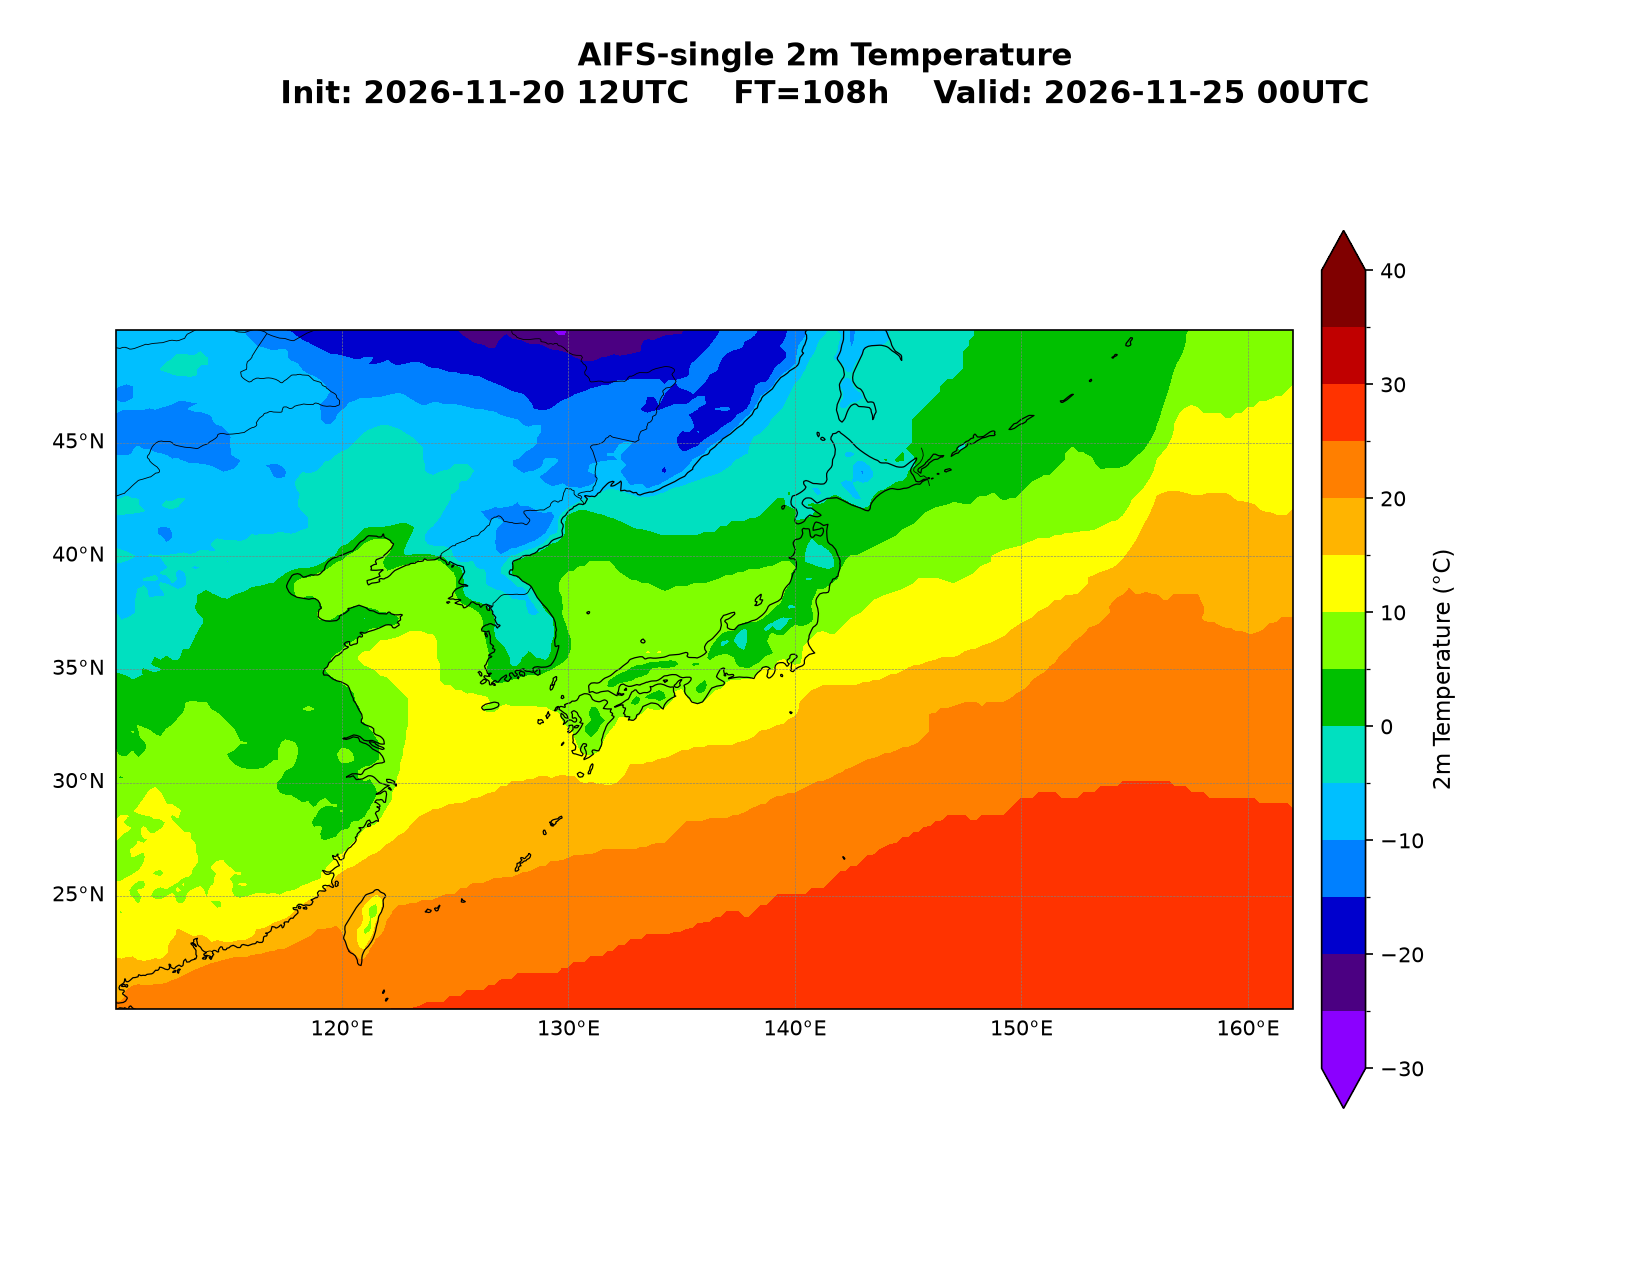 AIFS-single 2m Temperature
Init: 2026-11-20 12UTC    FT=108h    Valid: 2026-11-25 00UTC
45°N
40°N
35°N
30°N
25°N
120°E
130°E
140°E
150°E
160°E
40
30
20
10
0
−10
−20
−30
2m Temperature (°C)